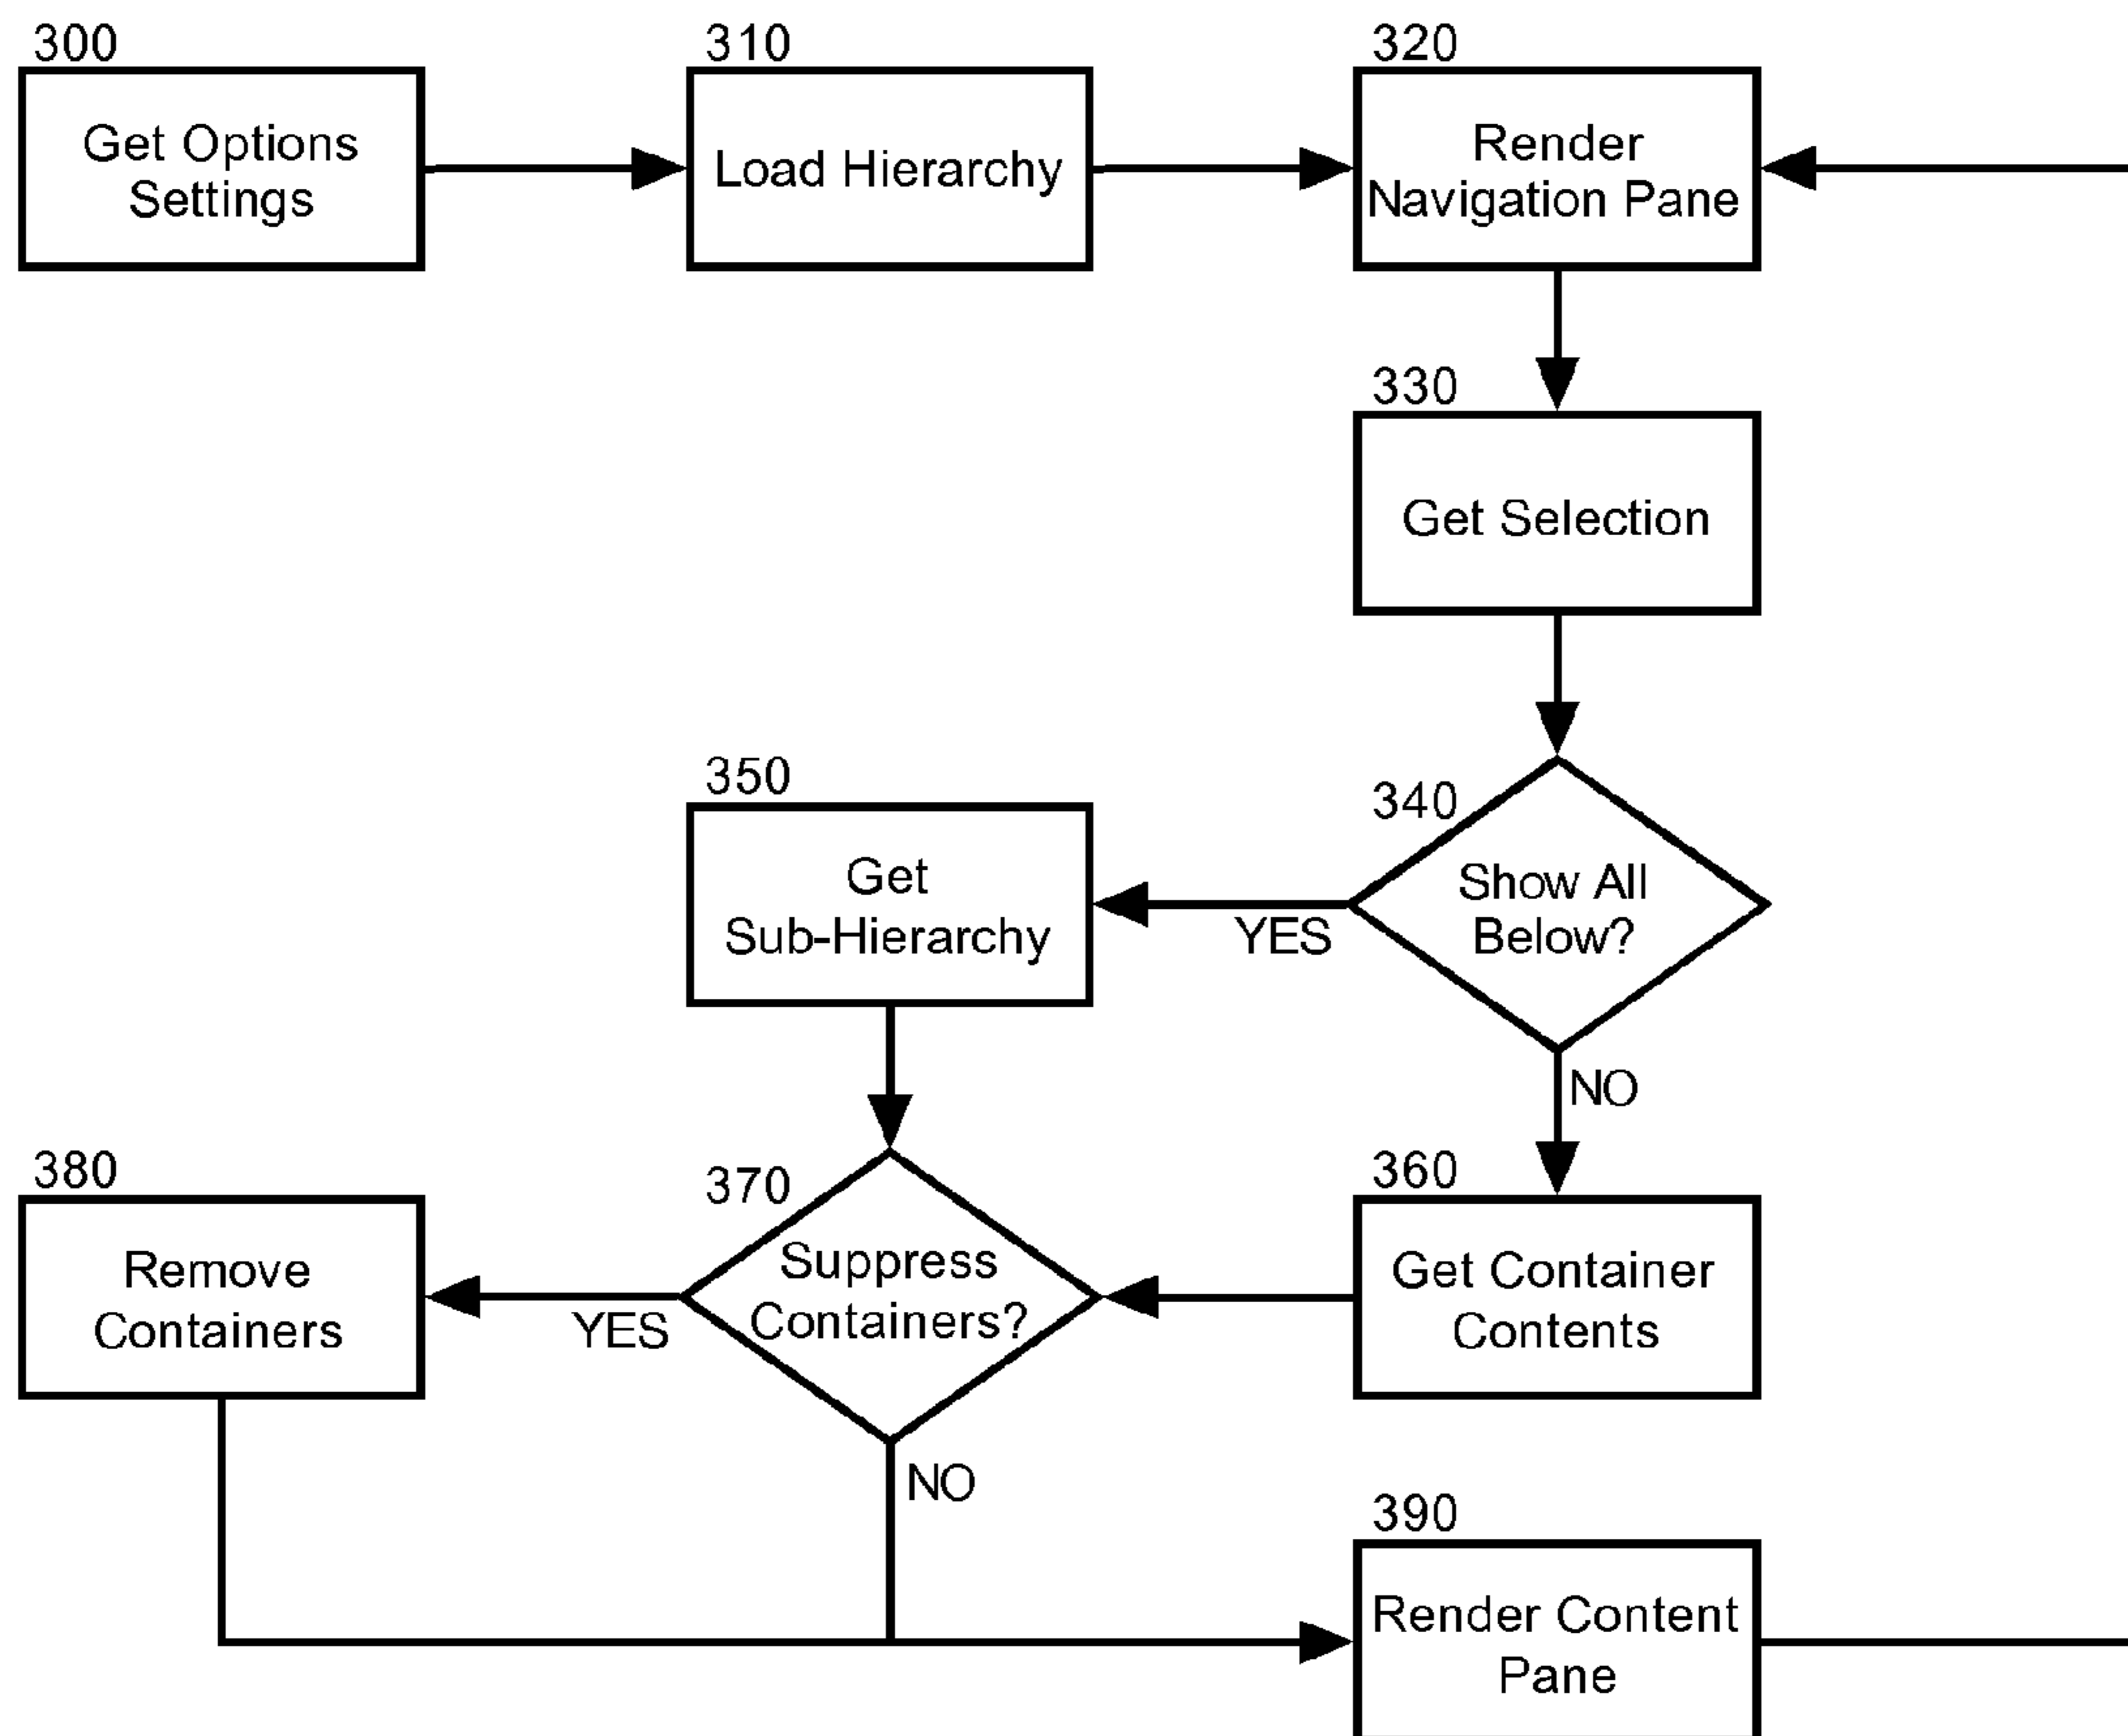 300
Get Options
Settings
310
Load Hierarchy
320
Render
Navigation Pane
330
Get Selection
340
Show All
Below?
YES
NO
350
Get
Sub-Hierarchy
360
Get Container
Contents
370
Suppress
Containers?
YES
NO
380
Remove
Containers
390
Render Content
Pane